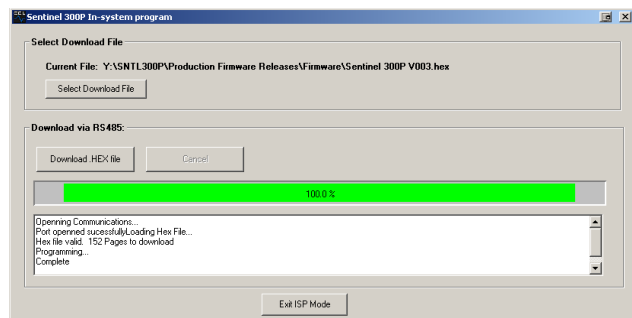 Sentinel 300P In-system program
Select Download File
Current File: Y:\SNTL300P\Production Firmware Releases\Firmware\Sentinel 300P V003.hex
Select Download File
Download via RS485:
Download .HEX file
Cancel
100.0 %
Openning Communications...
Port openned sucessfullyLoading Hex File...
Hex file valid. 152 Pages to download
Programming...
Complete
Exit ISP Mode